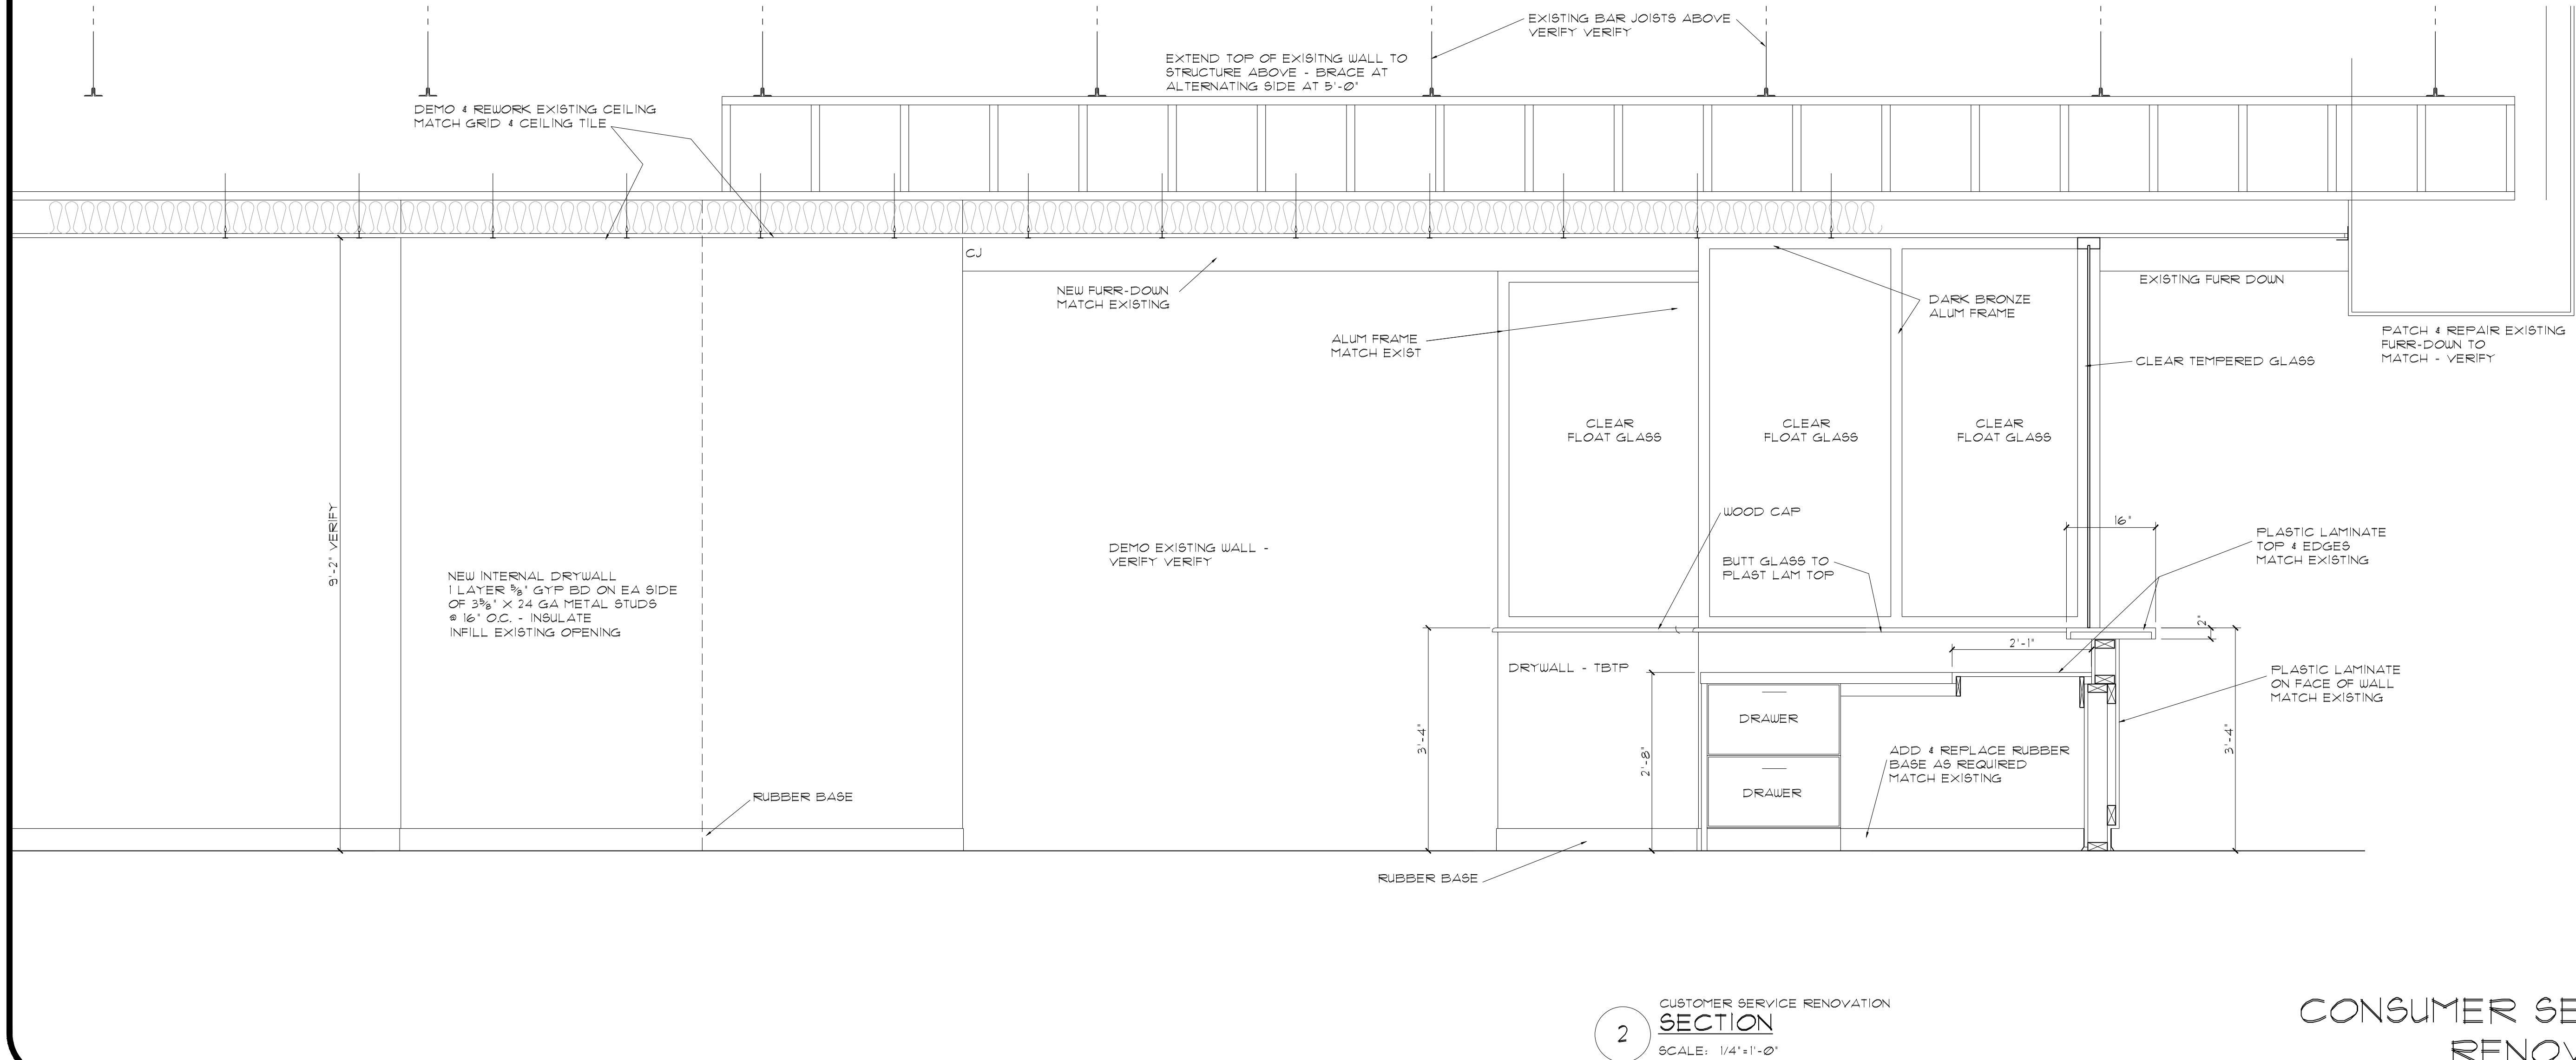 EXISTING BAR JOISTS ABOVE
VERIFY VERIFY
EXTEND TOP OF EXISITNG WALL TO
STRUCTURE ABOVE - BRACE AT
ALTERNATING SIDE AT 5'-0"
DEMO & REWORK EXISTING CEILING
MATCH GRID & CEILING TILE
CJ
NEW FURR-DOWN
MATCH EXISTING
EXISTING FURR DOWN
DARK BRONZE
ALUM FRAME
ALUM FRAME
MATCH EXIST
PATCH & REPAIR EXISTING
FURR-DOWN TO
MATCH - VERIFY
CLEAR TEMPERED GLASS
CLEAR
FLOAT GLASS
CLEAR
FLOAT GLASS
CLEAR
FLOAT GLASS
9'-2" VERIFY
WOOD CAP
16"
PLASTIC LAMINATE
TOP & EDGES
MATCH EXISTING
DEMO EXISTING WALL -
VERIFY VERIFY
BUTT GLASS TO
PLAST LAM TOP
NEW INTERNAL DRYWALL
1 LAYER 5/8" GYP BD ON EA SIDE
OF 3 5/8" X 24 GA METAL STUDS
@ 16" O.C. - INSULATE
INFILL EXISTING OPENING
2"
2'-1"
DRYWALL - TBTP
PLASTIC LAMINATE
ON FACE OF WALL
MATCH EXISTING
DRAWER
3'-4"
2'-8"
3'-4"
ADD & REPLACE RUBBER
BASE AS REQUIRED
MATCH EXISTING
DRAWER
RUBBER BASE
RUBBER BASE
2
CUSTOMER SERVICE RENOVATION
SECTION
SCALE: 1/4"=1'-0"
CONSUMER SE
RENOV